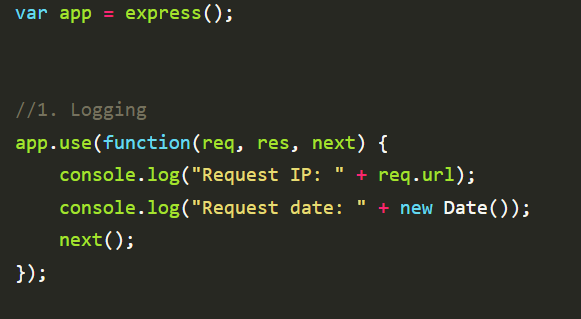 var app = express();
//1. Logging
app.use(function(req, res, next) {
    console.log("Request IP: " + req.url);
    console.log("Request date: " + new Date());
    next();
});